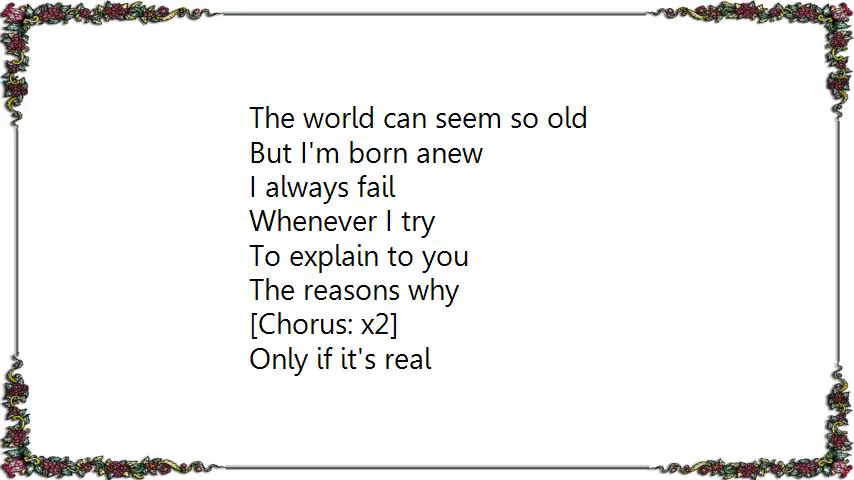 The world can seem so old
But I'm born anew
I always fail
Whenever I try
To explain to you
The reasons why
[Chorus: x2]
Only if it's real